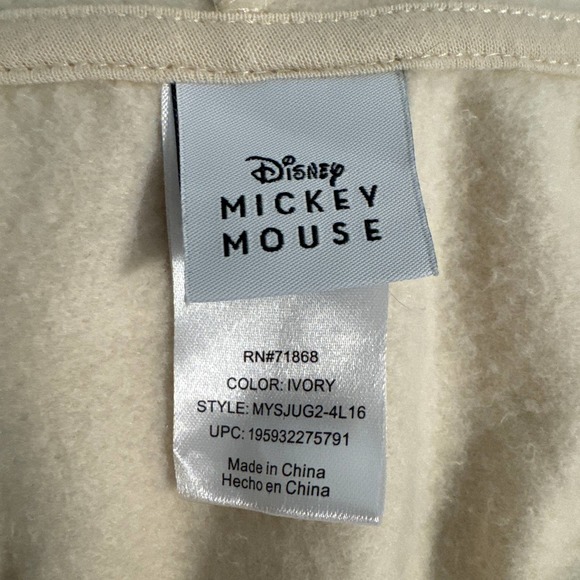 Disney
MICKEY
MOUSE
RN#71868
COLOR: IVORY
STYLE: MYSJUG2-4L16
UPC: 195932275791
Made in China
Hecho en China